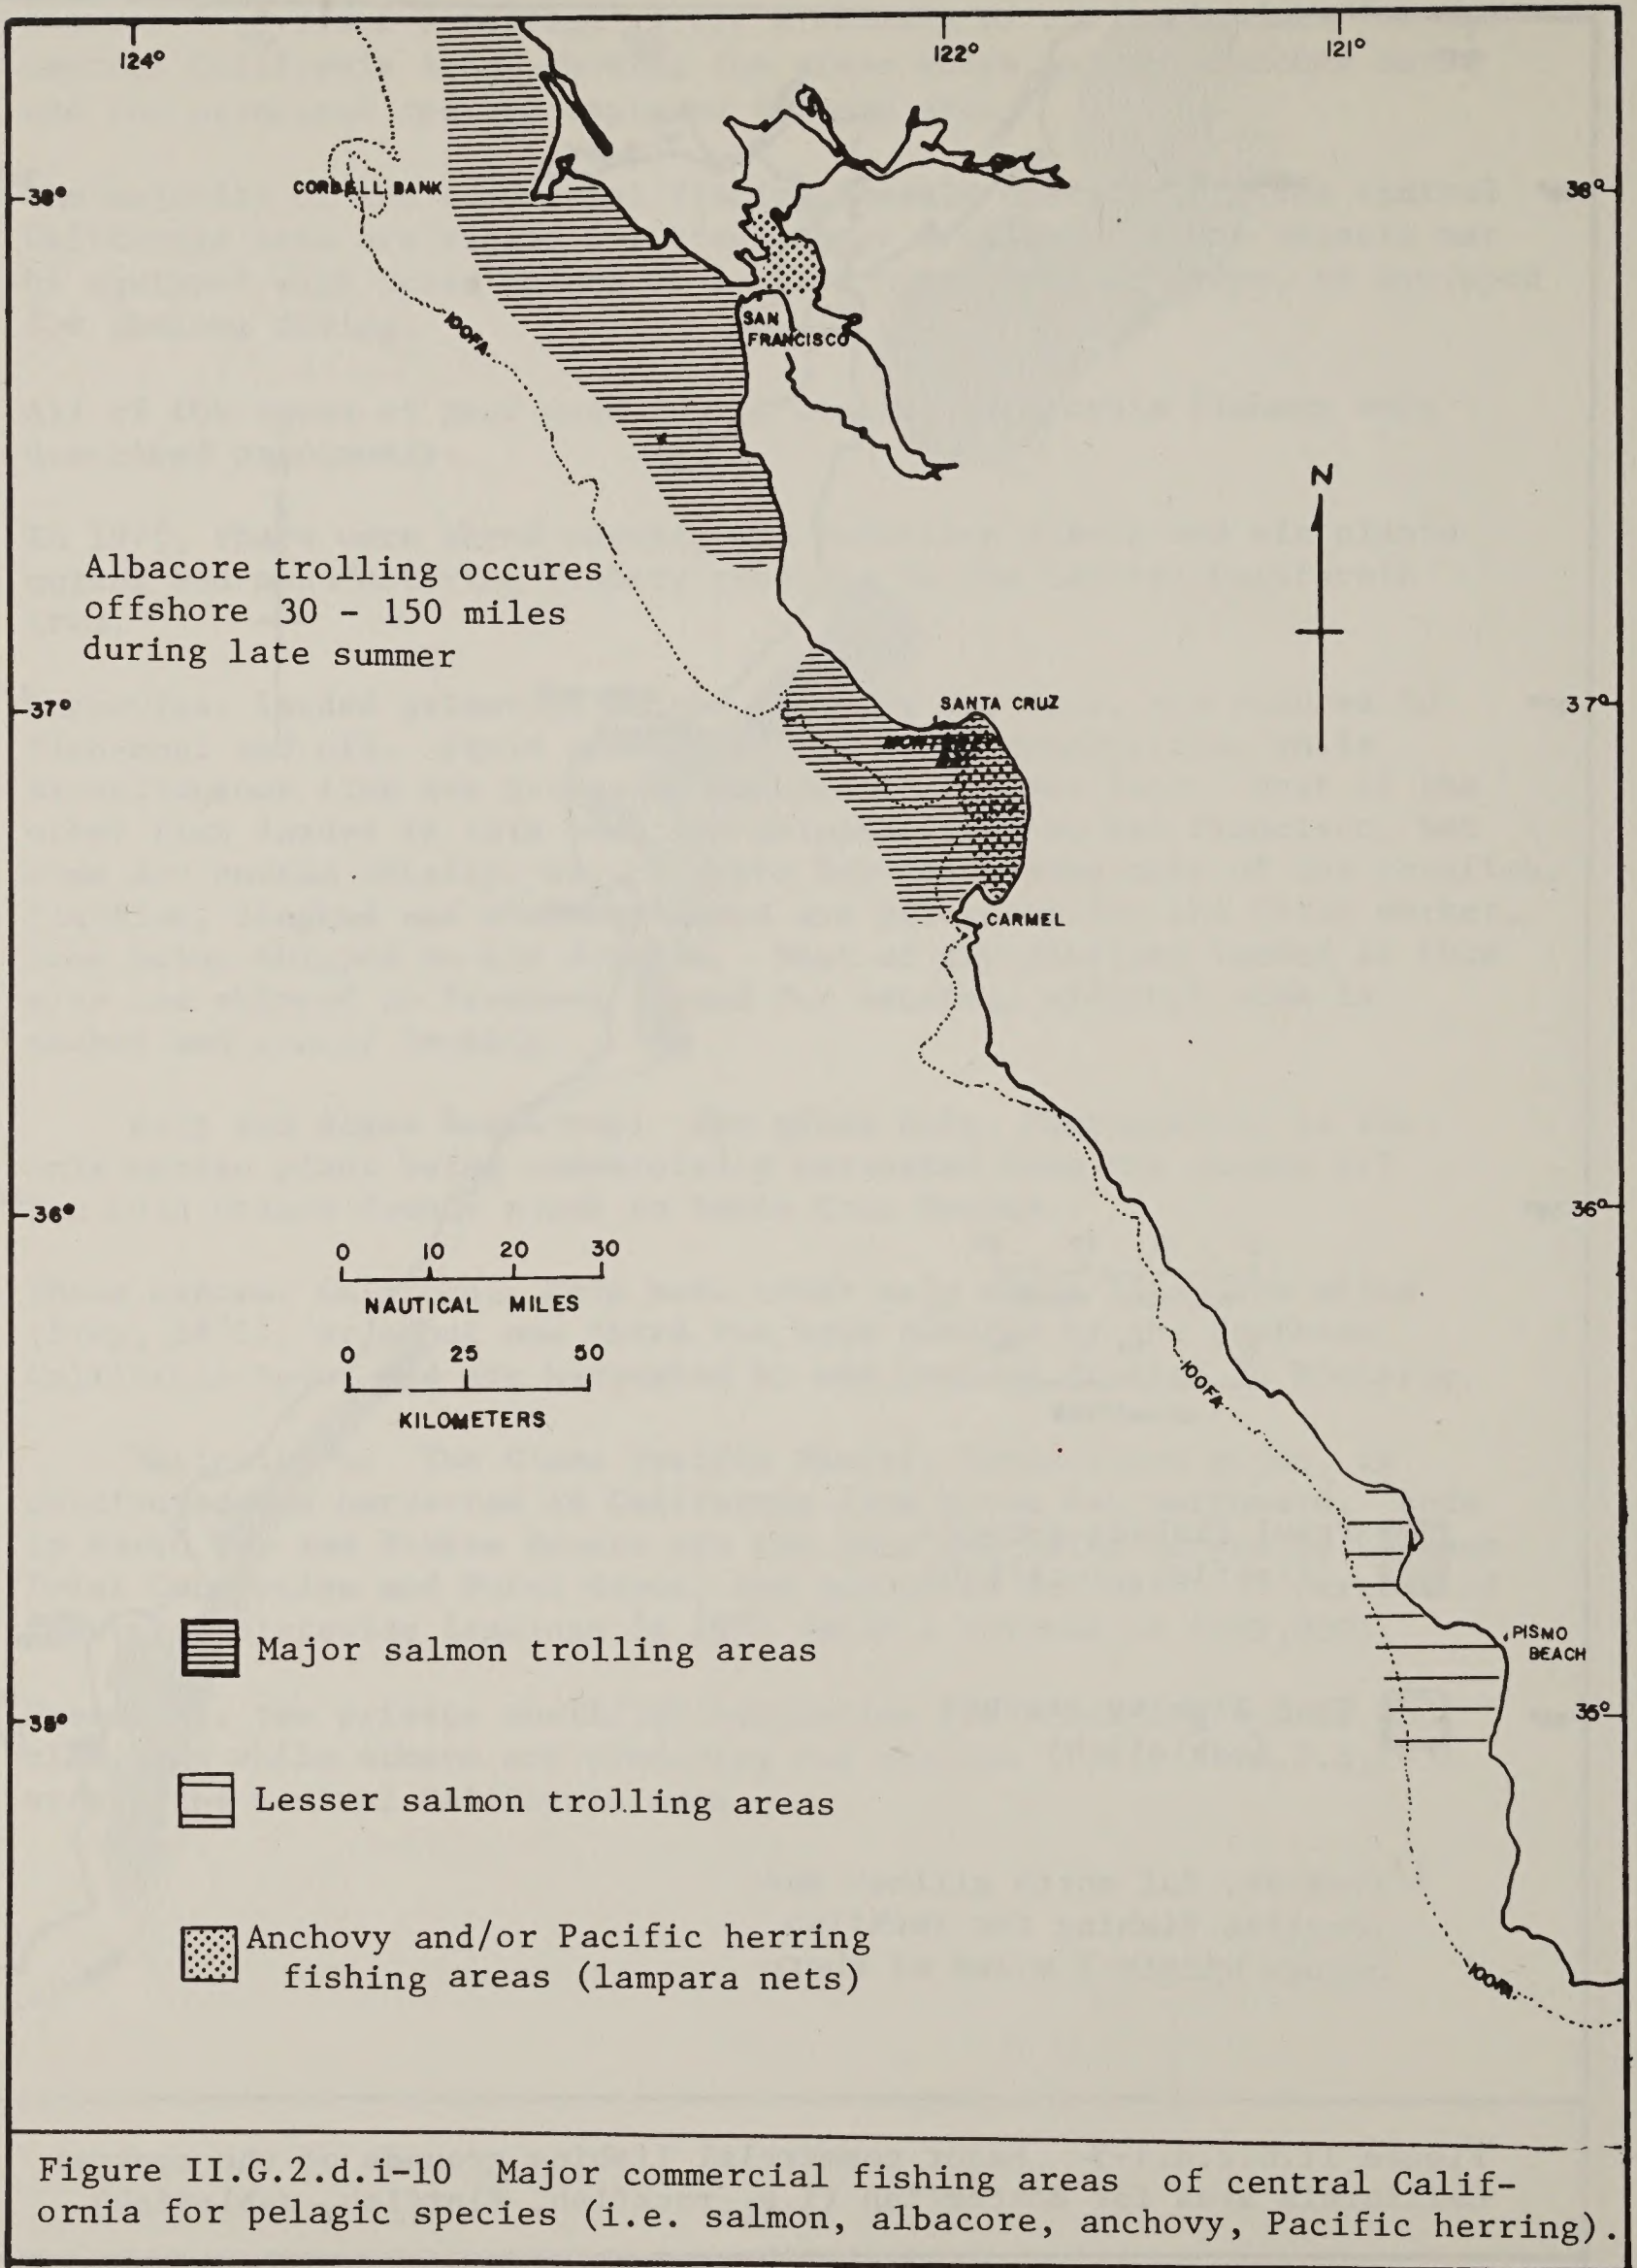 124°
122°
121°
CORDELL BANK
38°
38°
100FA.
SAN
FRANCISCO
N
Albacore trolling occures
offshore 30 - 150 miles
during late summer
37°
37°
SANTA CRUZ
MONTEREY
BAY
CARMEL
36°
36°
0 10 20 30
NAUTICAL MILES
0 25 50
KILOMETERS
100FA.
Major salmon trolling areas
PISMO
BEACH
35°
35°
Lesser salmon trolling areas
Anchovy and/or Pacific herring
fishing areas (lampara nets)
100FA.
Figure II.G.2.d.i-10 Major commercial fishing areas of central Calif-
ornia for pelagic species (i.e. salmon, albacore, anchovy, Pacific herring).